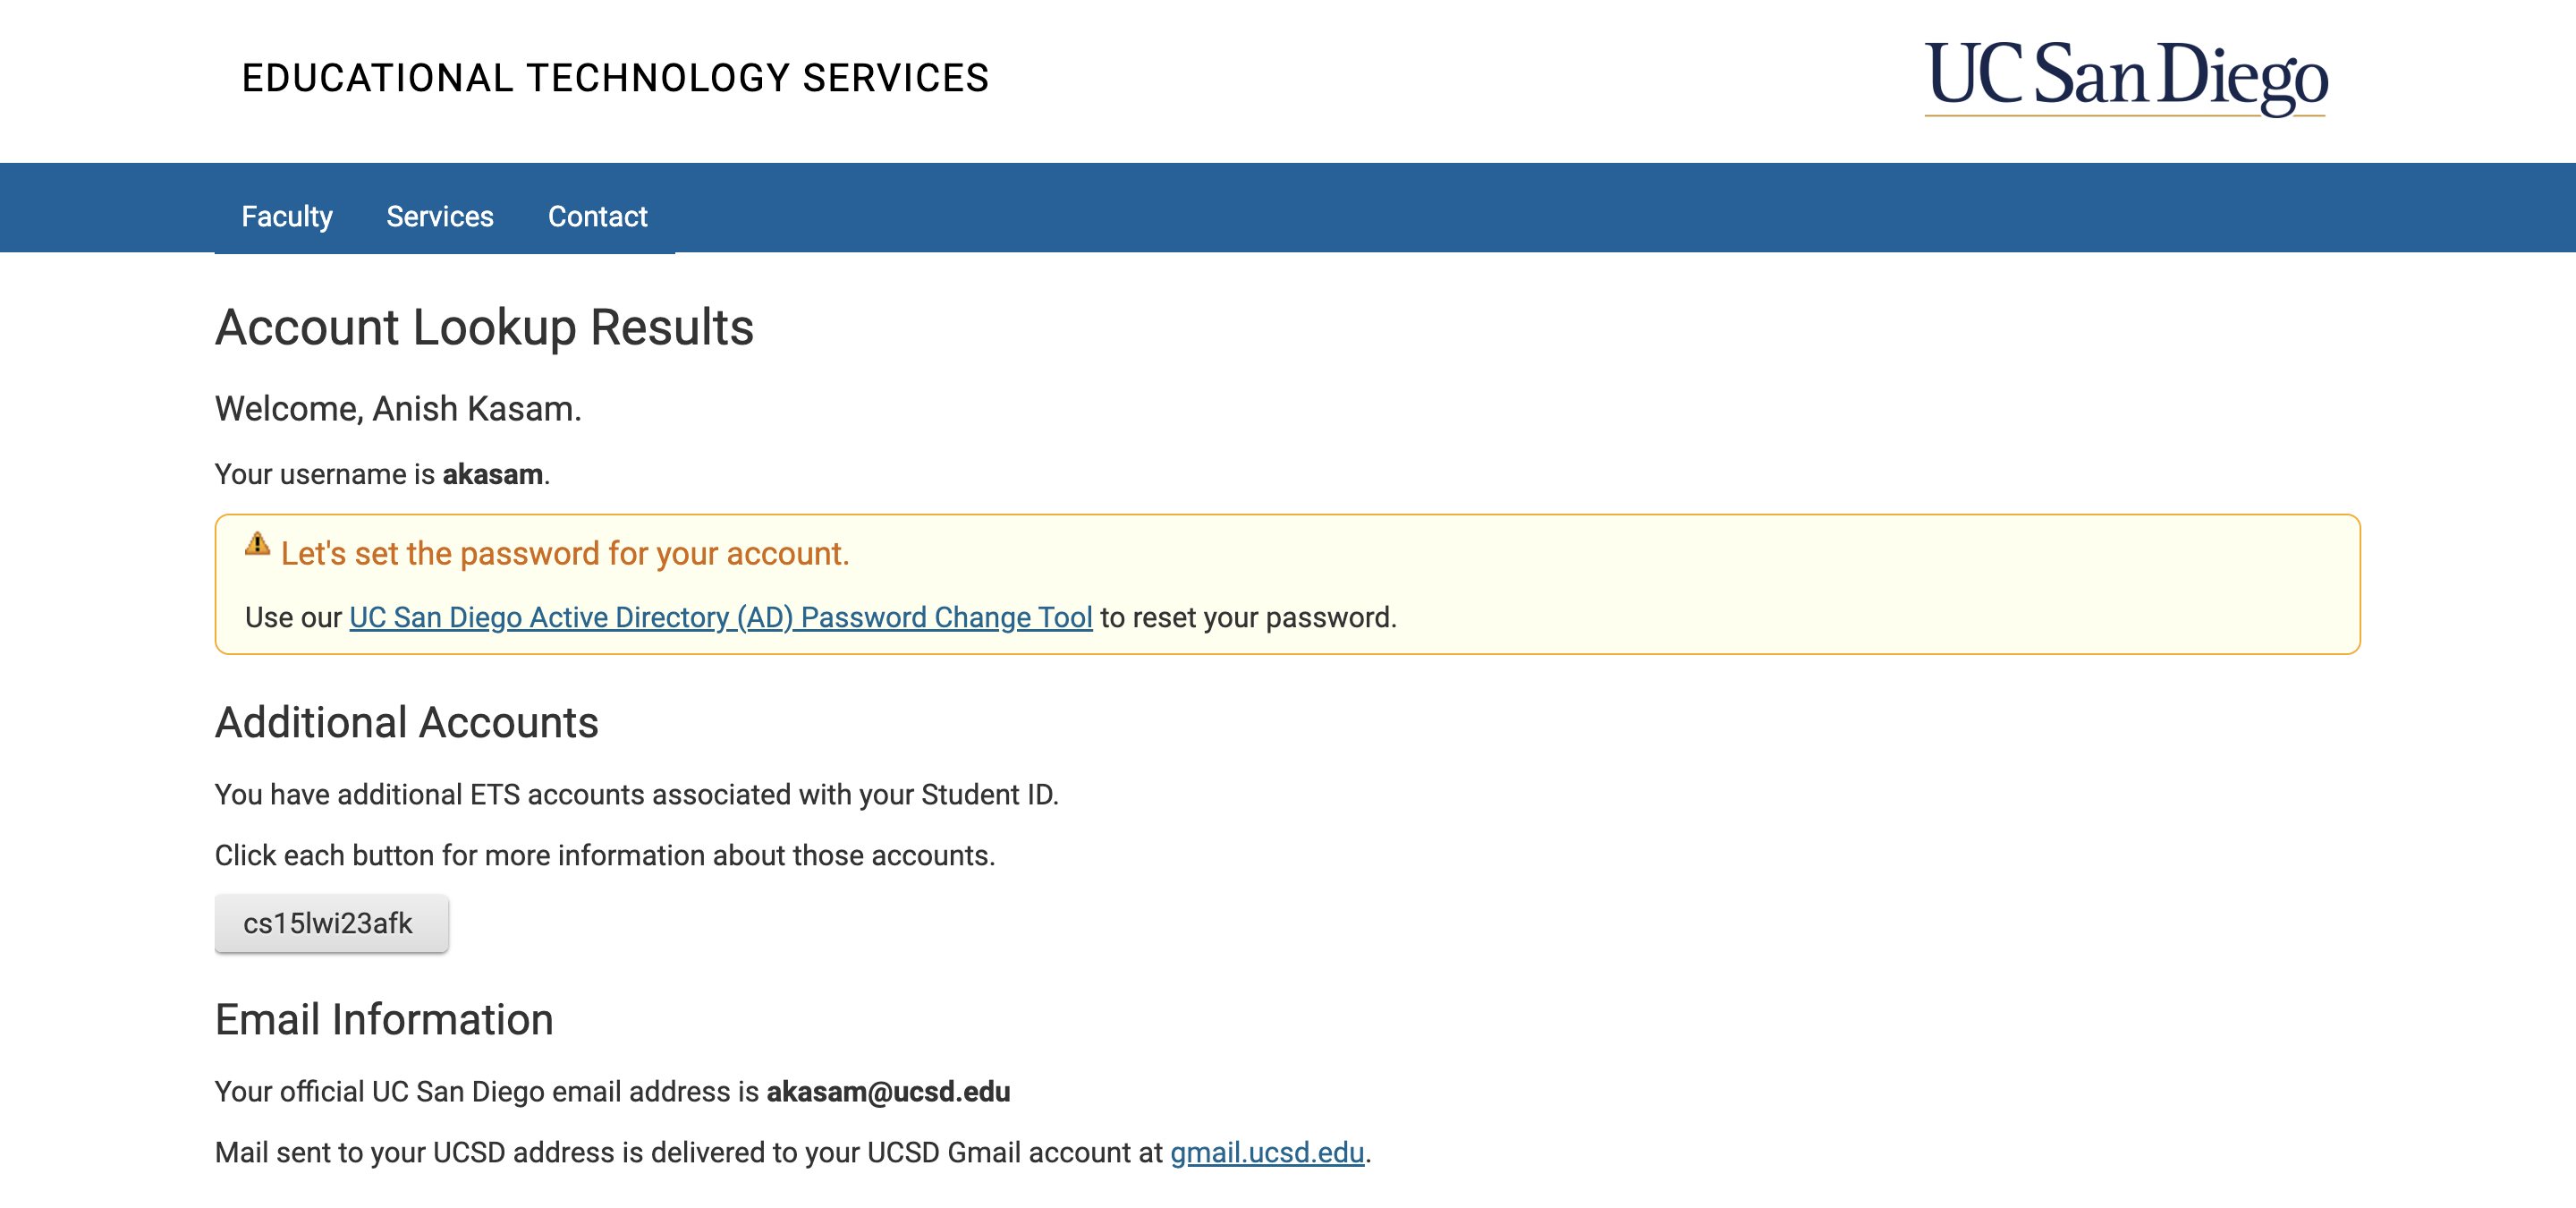 EDUCATIONAL TECHNOLOGY SERVICES
UC San Diego
Faculty Services Contact
Account Lookup Results
Welcome, Anish Kasam.
Your username is akasam.
Let's set the password for your account.
Use our UC San Diego Active Directory (AD) Password Change Tool to reset your password.
Additional Accounts
You have additional ETS accounts associated with your Student ID.
Click each button for more information about those accounts.
cs15lwi23afk
Email Information
Your official UC San Diego email address is akasam@ucsd.edu
Mail sent to your UCSD address is delivered to your UCSD Gmail account at gmail.ucsd.edu.